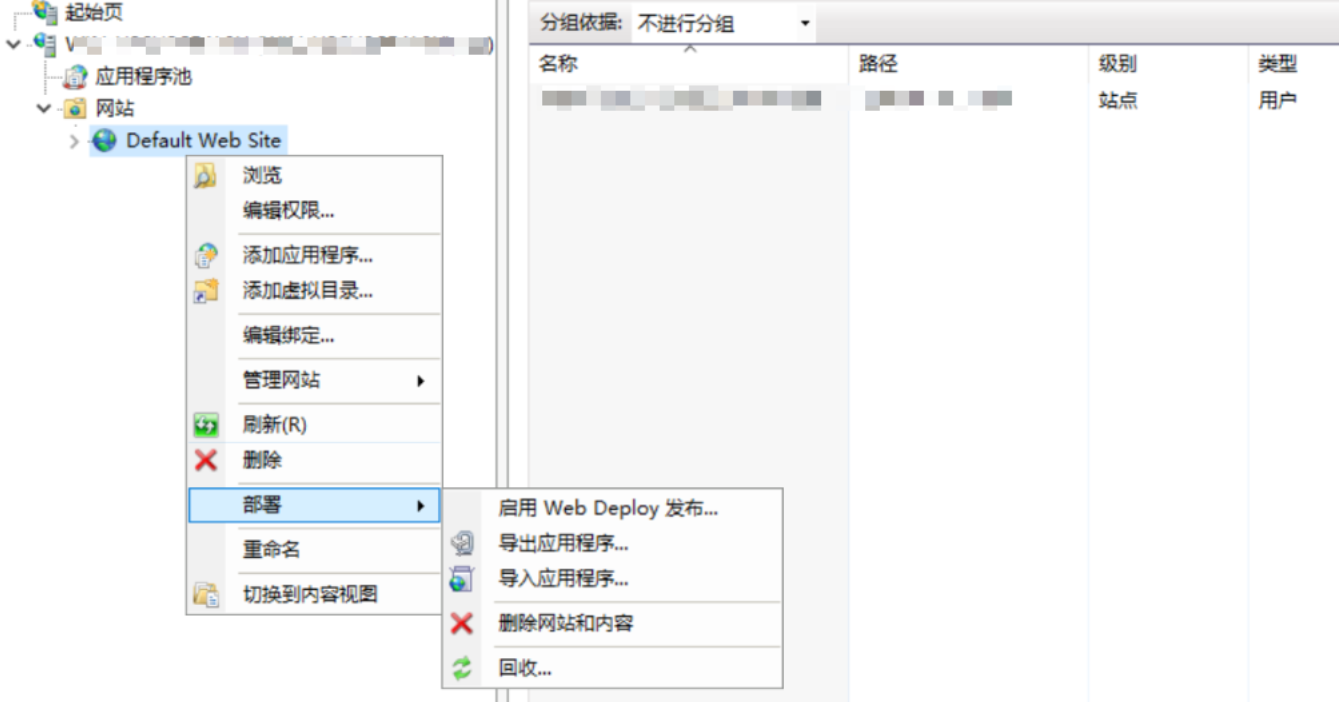 起始页
应用程序池
网站
Default Web Site
浏览
编辑权限...
添加应用程序...
添加虚拟目录...
编辑绑定...
管理网站
刷新(R)
删除
部署
重命名
切换到内容视图
启用 Web Deploy 发布...
导出应用程序...
导入应用程序...
删除网站和内容
回收...
分组依据: 不进行分组
名称 路径 级别 类型
站点 用户